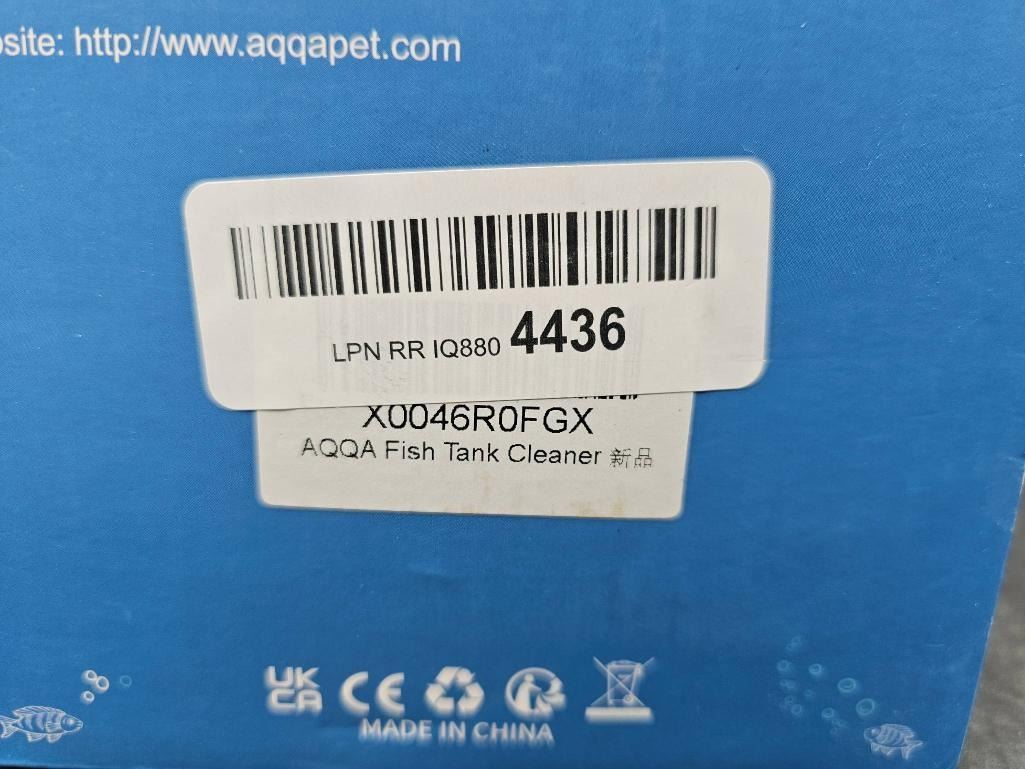 site: http://www.aqqapet.com
LPN RR IQ880 4436
X0046R0FGX
AQQA Fish Tank Cleaner 新品
UK
CA CE
MADE IN CHINA